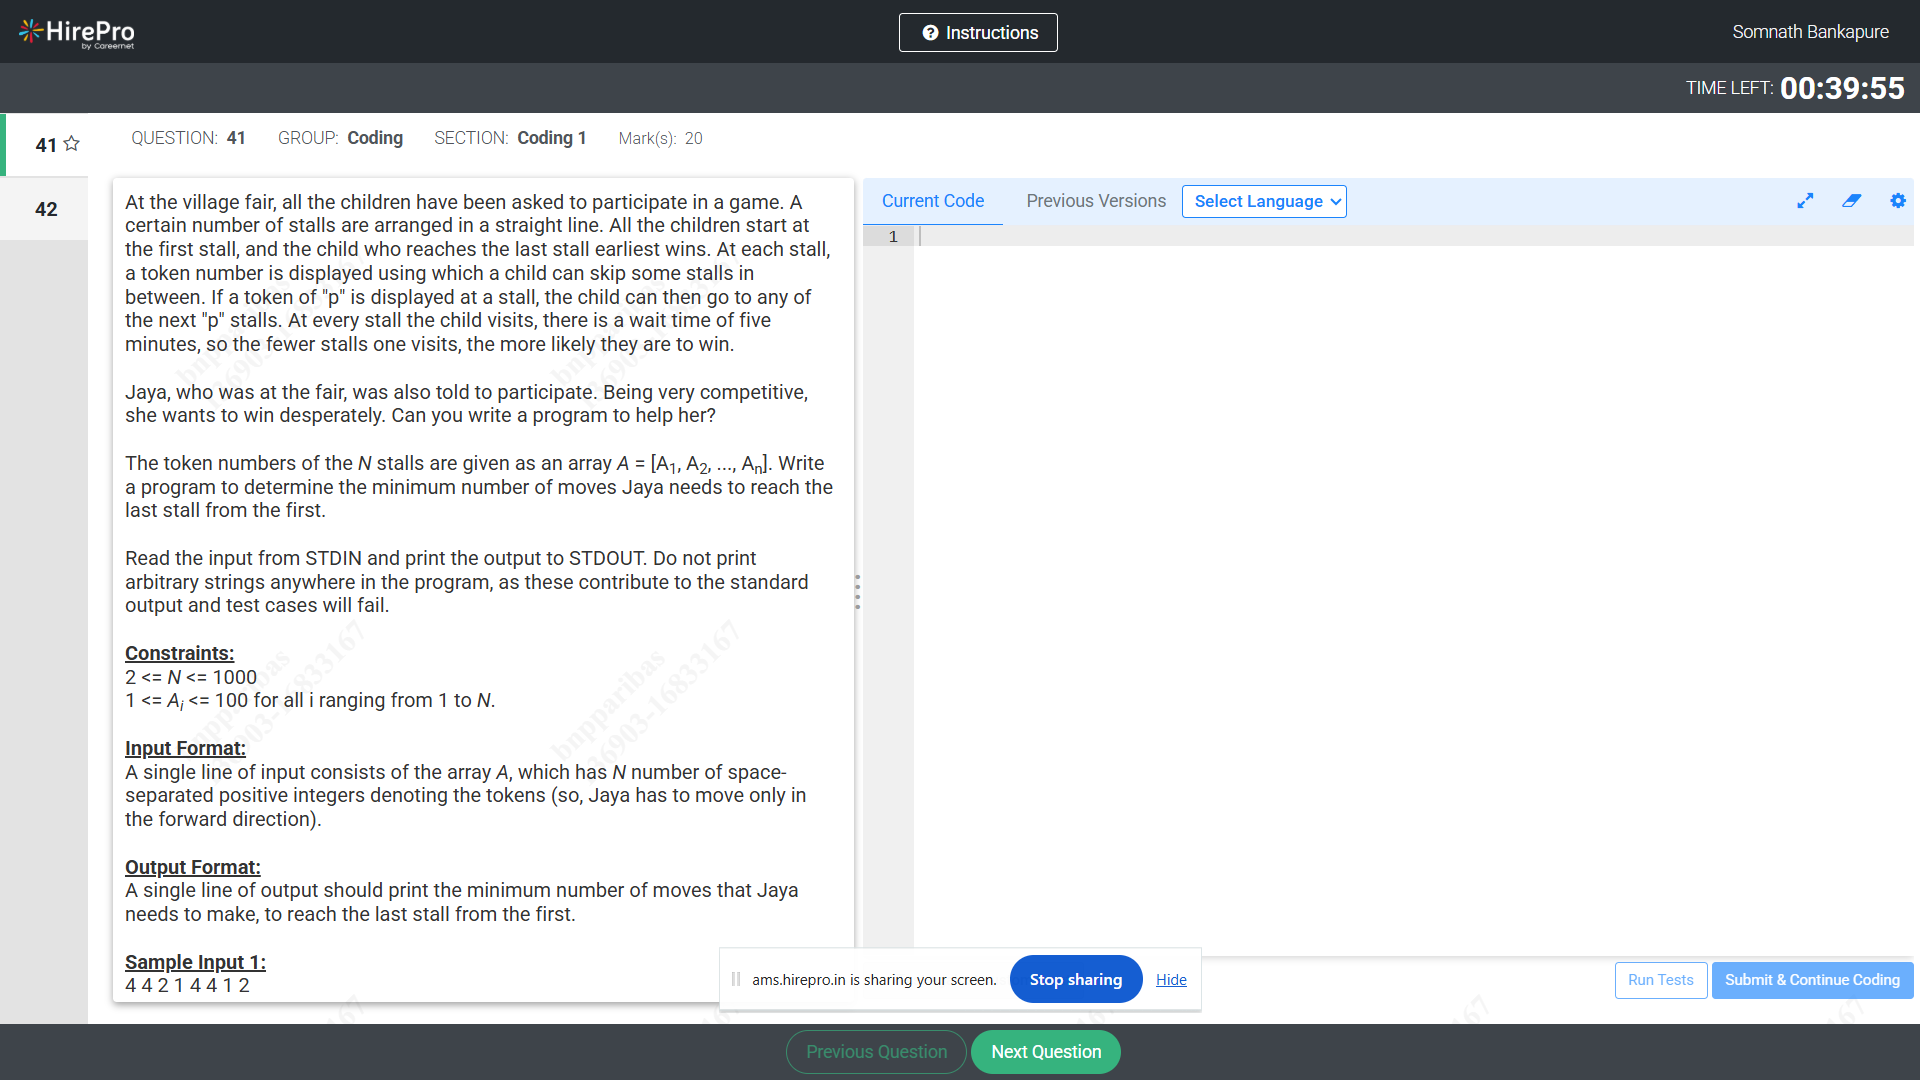 HirePro
by Careernet
Instructions
Somnath Bankapure
TIME LEFT: 00:39:55
41
42
QUESTION: 41 GROUP: Coding SECTION: Coding 1 Mark(s): 20
At the village fair, all the children have been asked to participate in a game. A
certain number of stalls are arranged in a straight line. All the children start at
the first stall, and the child who reaches the last stall earliest wins. At each stall,
a token number is displayed using which a child can skip some stalls in
between. If a token of "p" is displayed at a stall, the child can then go to any of
the next "p" stalls. At every stall the child visits, there is a wait time of five
minutes, so the fewer stalls one visits, the more likely they are to win.
Jaya, who was at the fair, was also told to participate. Being very competitive,
she wants to win desperately. Can you write a program to help her?
The token numbers of the N stalls are given as an array A = [A1, A2, ..., An]. Write
a program to determine the minimum number of moves Jaya needs to reach the
last stall from the first.
Read the input from STDIN and print the output to STDOUT. Do not print
arbitrary strings anywhere in the program, as these contribute to the standard
output and test cases will fail.
Constraints:
2 <= N <= 1000
1 <= Ai <= 100 for all i ranging from 1 to N.
Input Format:
A single line of input consists of the array A, which has N number of space-
separated positive integers denoting the tokens (so, Jaya has to move only in
the forward direction).
Output Format:
A single line of output should print the minimum number of moves that Jaya
needs to make, to reach the last stall from the first.
Sample Input 1:
4 4 2 1 4 4 1 2
Current Code Previous Versions Select Language
1
bnpparibas
36903-16833167
ams.hirepro.in is sharing your screen. Stop sharing Hide
Run Tests Submit & Continue Coding
Previous Question Next Question